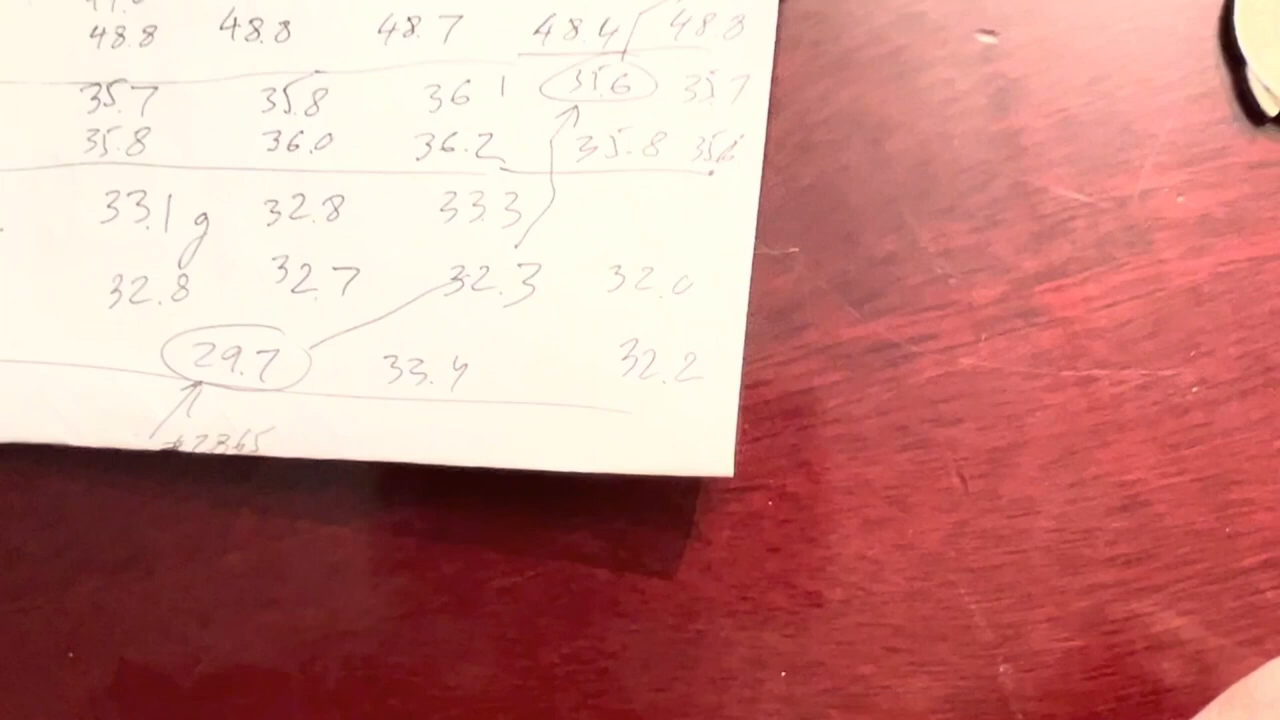 48.8 48.8 48.7 48.4 48.8
35.7 35.8 36.1 35.6 35.7
35.8 36.0 36.2 35.8 35.6
33.1g 32.8 33.3
32.8 32.7 32.3 32.0
29.7 33.4 32.2